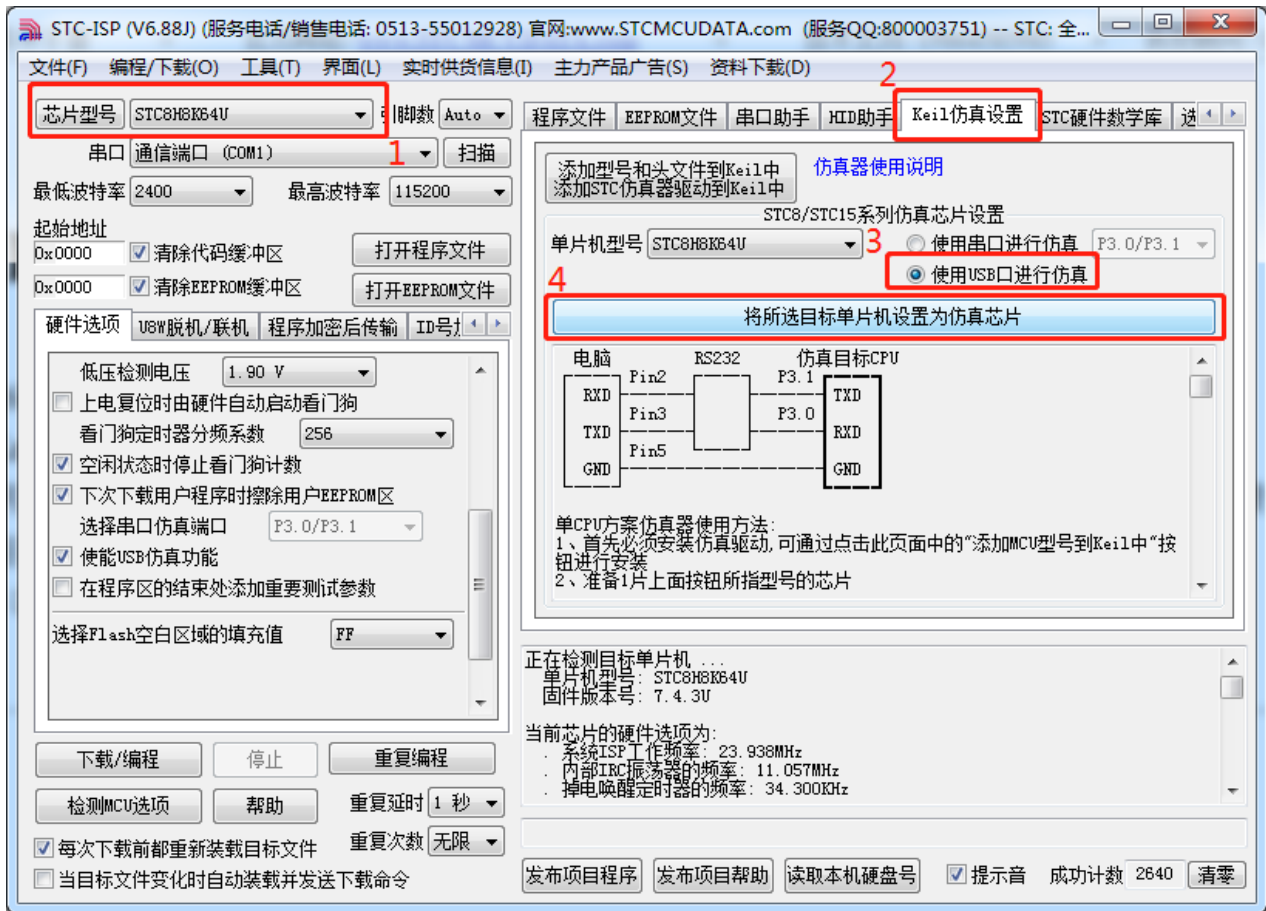 STC-ISP (V6.88J) (服务电话/销售电话: 0513-55012928) 官网:www.STCMCUDATA.com (服务QQ:800003751) -- STC: 全...
文件(F) 编程/下载(O) 工具(T) 界面(L) 实时供货信息(I) 主力产品广告(S) 资料下载(D)
2
芯片型号 STC8H8K64U 引脚数 Auto
1
串口 通信端口 (COM1) 扫描
最低波特率 2400 最高波特率 115200
起始地址
0x0000 清除代码缓冲区 打开程序文件
0x0000 清除EEPROM缓冲区 打开EEPROM文件
硬件选项 U8W脱机/联机 程序加密后传输 ID号
低压检测电压 1.90 V
上电复位时由硬件自动启动看门狗
看门狗定时器分频系数 256
空闲状态时停止看门狗计数
下次下载用户程序时擦除用户EEPROM区
选择串口仿真端口 P3.0/P3.1
使能USB仿真功能
在程序区的结束处添加重要测试参数
选择Flash空白区域的填充值 FF
下载/编程 停止 重复编程
检测MCU选项 帮助 重复延时 1 秒
每次下载前都重新装载目标文件 重复次数 无限
当目标文件变化时自动装载并发送下载命令
程序文件 EEPROM文件 串口助手 HID助手 Keil仿真设置 STC硬件数学库 选
添加型号和头文件到Keil中
添加STC仿真器驱动到Keil中
仿真器使用说明
STC8/STC15系列仿真芯片设置
单片机型号 STC8H8K64U 3 使用串口进行仿真 P3.0/P3.1
使用USB口进行仿真
4
将所选目标单片机设置为仿真芯片
电脑 RS232 仿真目标CPU
Pin2 P3.1
RXD TXD
Pin3 P3.0
TXD RXD
Pin5
GND GND
单CPU方案仿真器使用方法:
1、首先必须安装仿真驱动,可通过点击此页面中的"添加MCU型号到Keil中"按
钮进行安装
2、准备1片上面按钮所指型号的芯片
正在检测目标单片机 ...
单片机型号: STC8H8K64U
固件版本号: 7.4.3U
当前芯片的硬件选项为:
. 系统ISP工作频率: 23.938MHz
. 内部IRC振荡器的频率: 11.057MHz
. 掉电唤醒定时器的频率: 34.300KHz
发布项目程序 发布项目帮助 读取本机硬盘号 提示音 成功计数 2640 清零